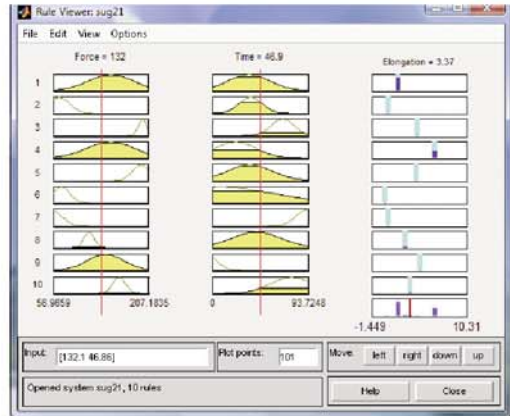 Rule Viewer: sug21
File Edit View Options
Force = 132
Time = 46.9
Elongation = 3.37
1
2
3
4
5
6
7
8
9
10
56.9659 207.1835
0 93.7248
-1.449 10.31
Input: [132.1 46.86]
Plot points: 101
Move: left right down up
Opened system sug21, 10 rules
Help Close